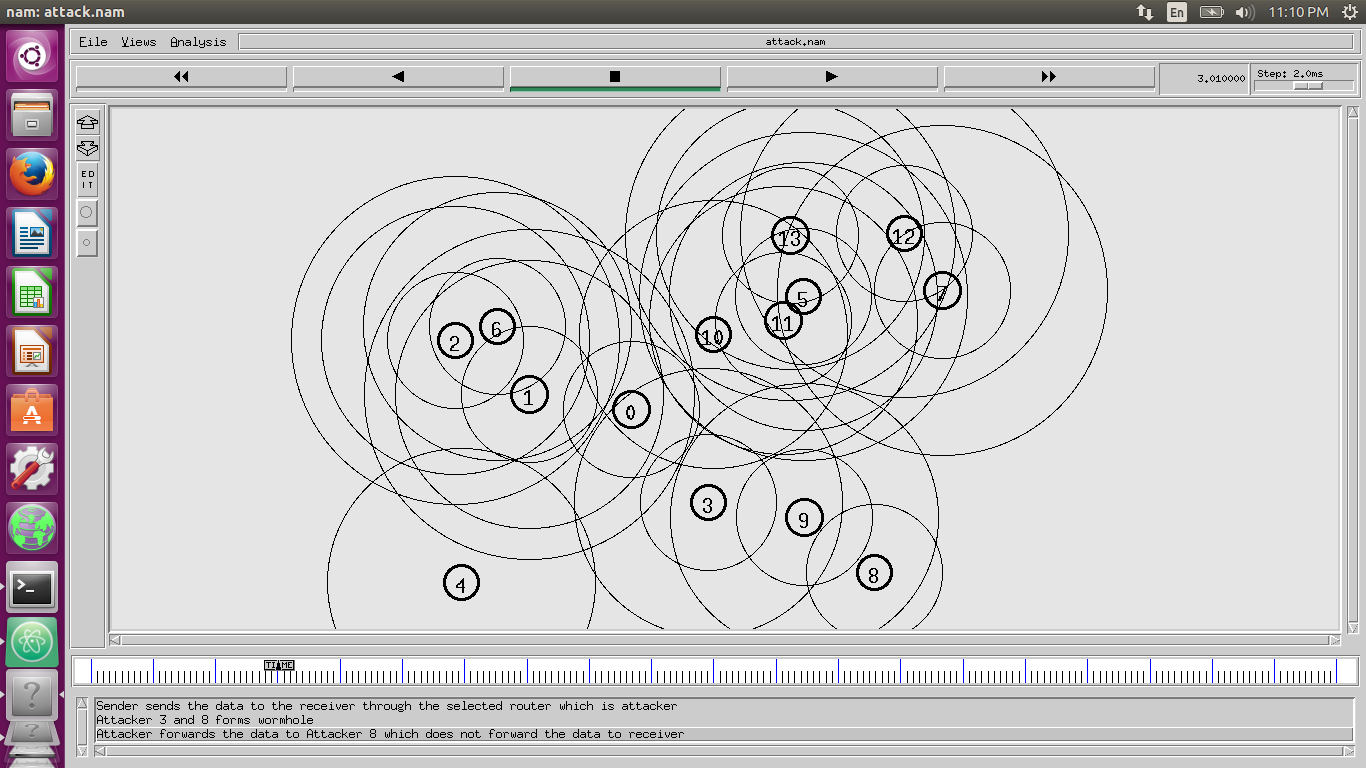 nam: attack.nam
En
11:10 PM
File Views Analysis
attack.nam
3.010000
Step: 2.0ms
ED
IT
13
12
5
7
11
10
6
2
1
0
3
9
8
4
TIME
Sender sends the data to the receiver through the selected router which is attacker
Attacker 3 and 8 forms wormhole
Attacker forwards the data to Attacker 8 which does not forward the data to receiver